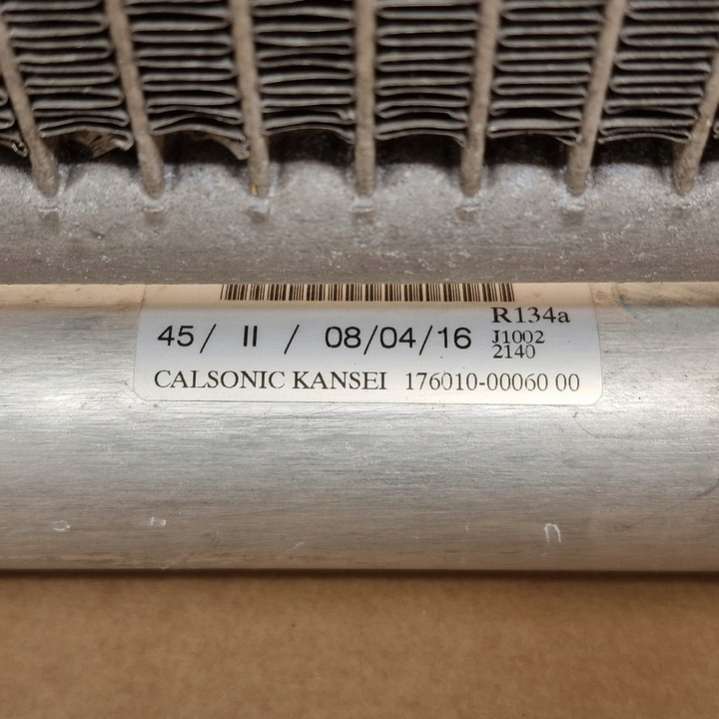 R134a
45/ II / 08/04/16 J1002
2140
CALSONIC KANSEI 176010-00060 00